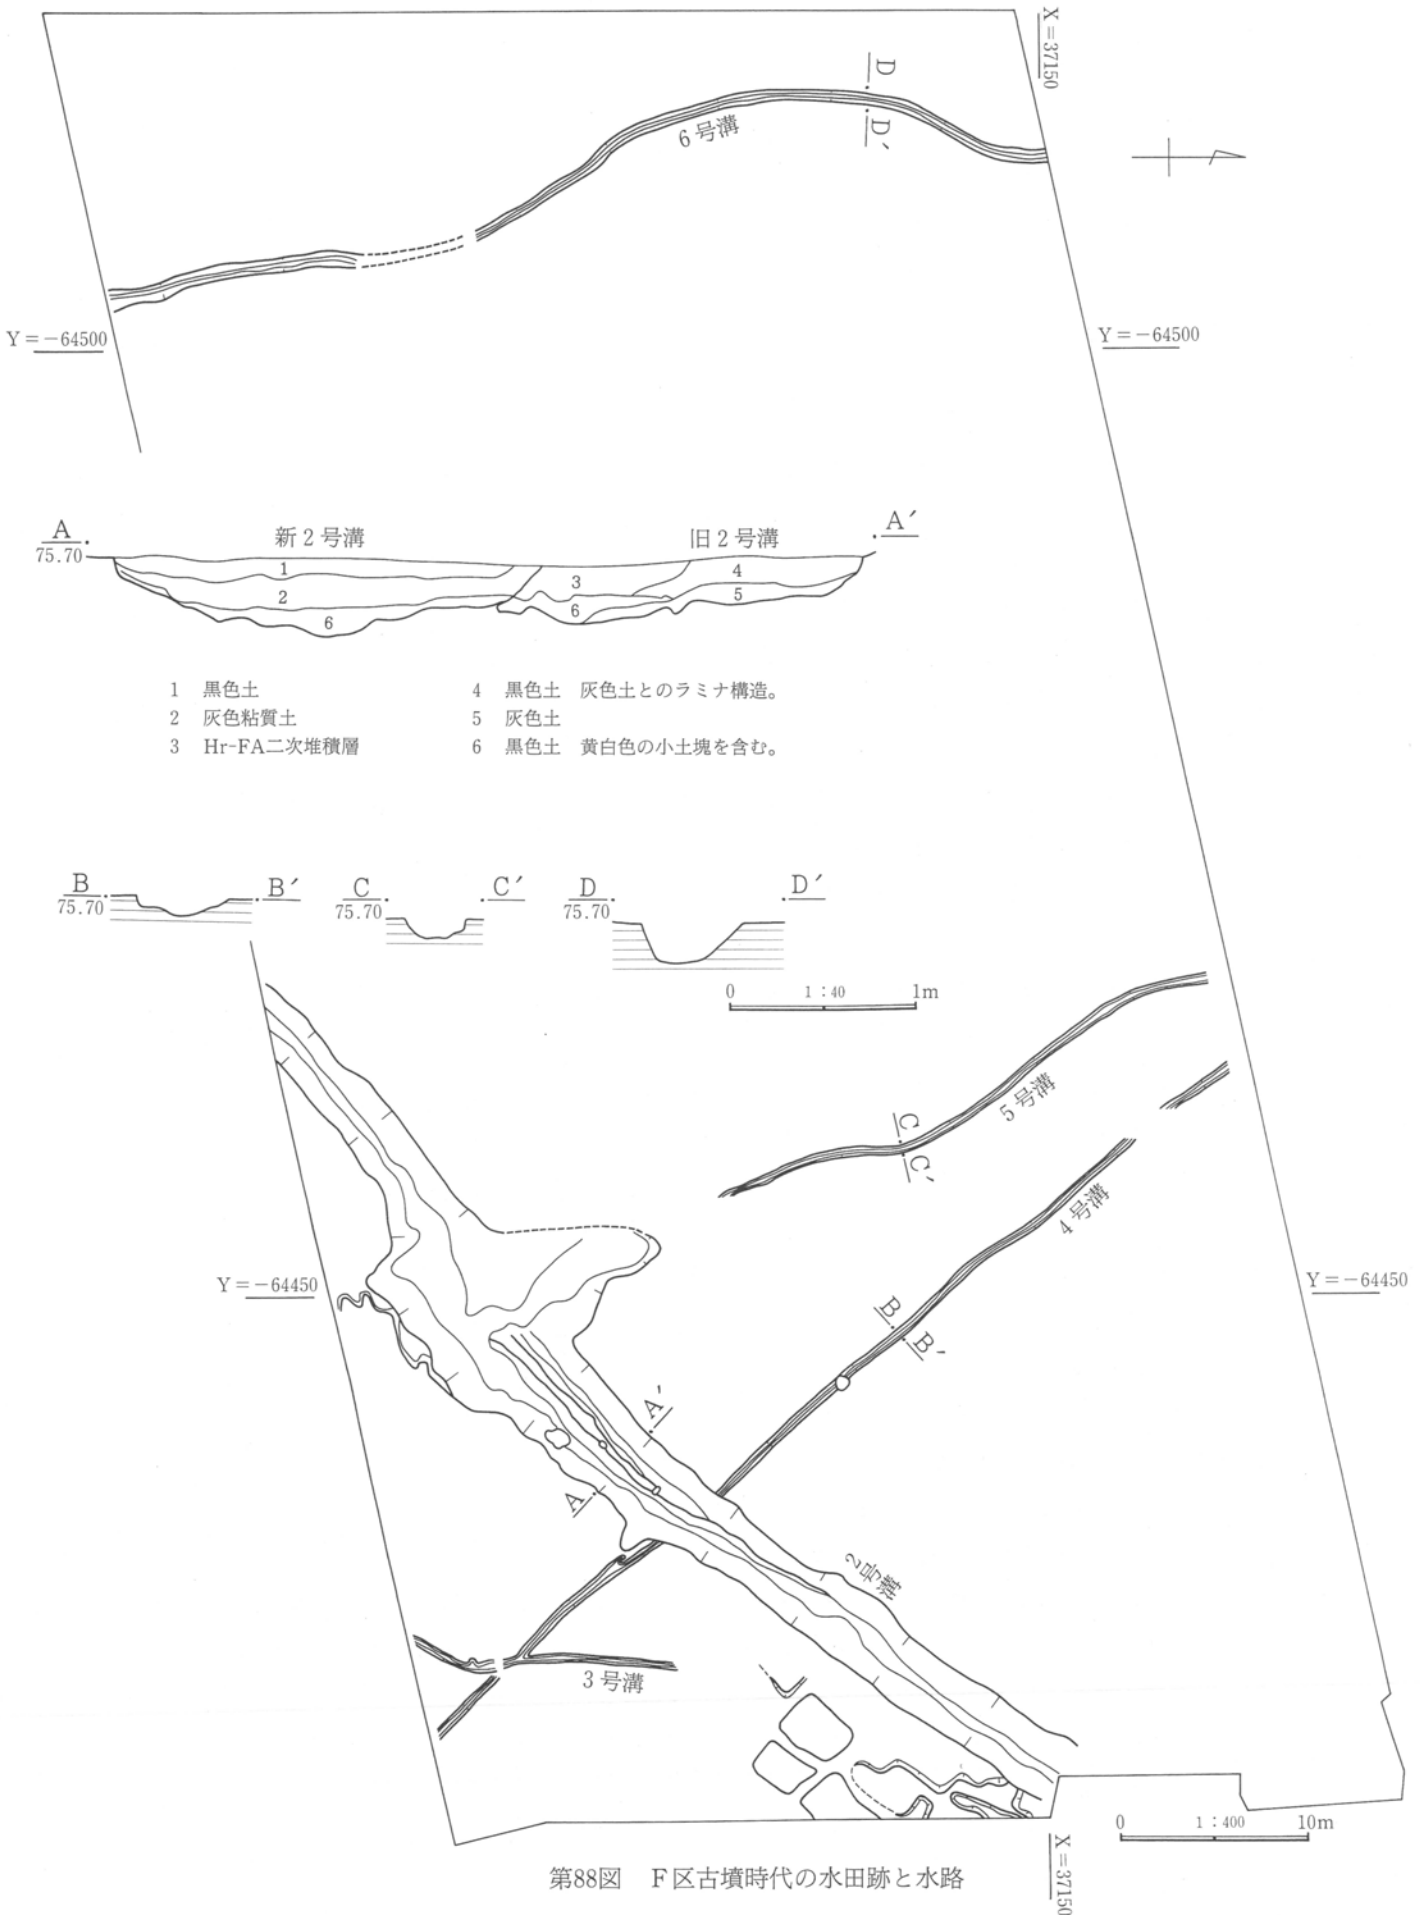 X＝37150
D
D′
6号溝
Y＝−64500
Y＝−64500
A
75.70
新2号溝
旧2号溝
A′
1
2
3
4
5
6
6
1 黒色土
2 灰色粘質土
3 Hr-FA二次堆積層
4 黒色土 灰色土とのラミナ構造。
5 灰色土
6 黒色土 黄白色の小土塊を含む。
B
75.70
B′
C
75.70
C′
D
75.70
D′
0 1：40 1m
5号溝
C
C′
4号溝
Y＝−64450
Y＝−64450
B
B′
A′
A
2号溝
3号溝
0 1：400 10m
X＝37150
第88図 F区古墳時代の水田跡と水路